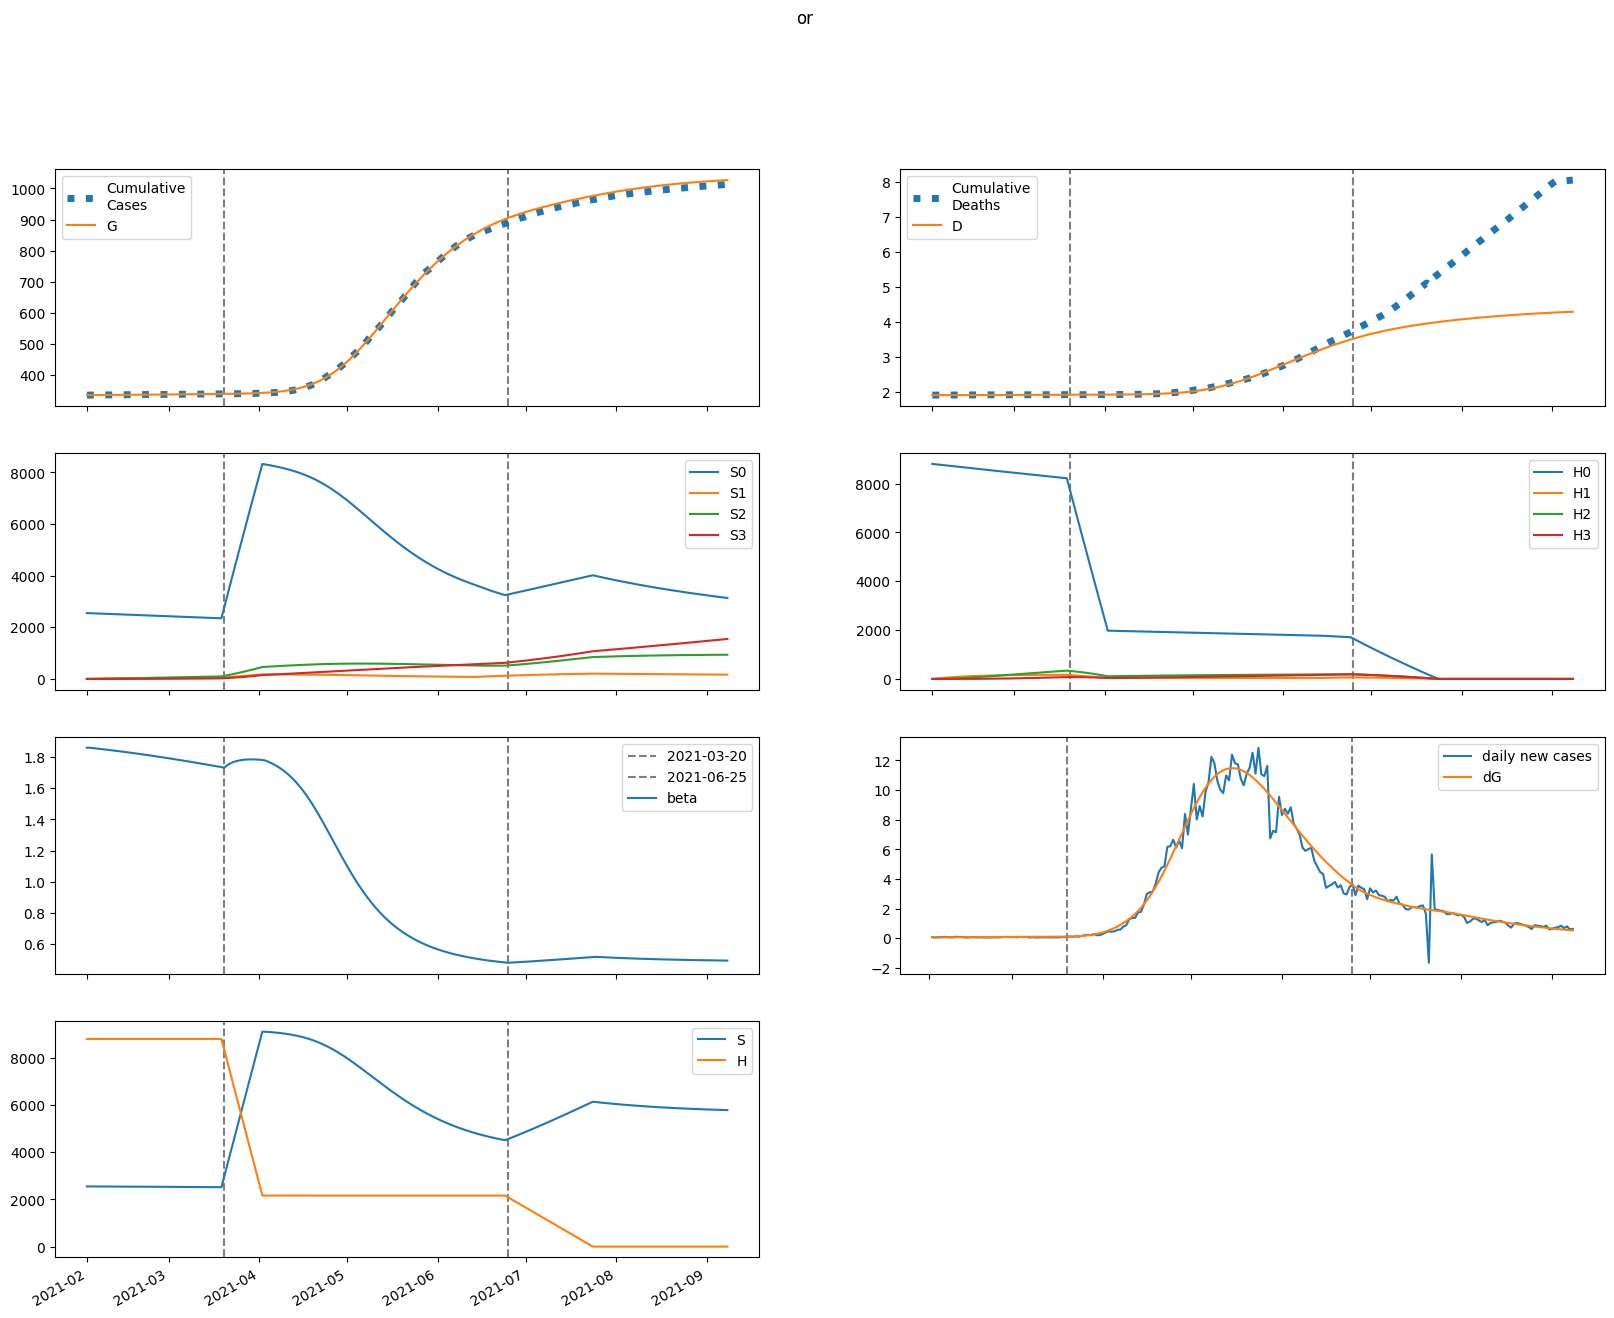 or
Cumulative
Cases
G
1000
900
800
700
600
500
400
Cumulative
Deaths
D
8
7
6
5
4
3
2
S0
S1
S2
S3
8000
6000
4000
2000
0
H0
H1
H2
H3
8000
6000
4000
2000
0
2021-03-20
2021-06-25
beta
1.8
1.6
1.4
1.2
1.0
0.8
0.6
daily new cases
dG
12
10
8
6
4
2
0
−2
S
H
8000
6000
4000
2000
0
2021-02
2021-03
2021-04
2021-05
2021-06
2021-07
2021-08
2021-09